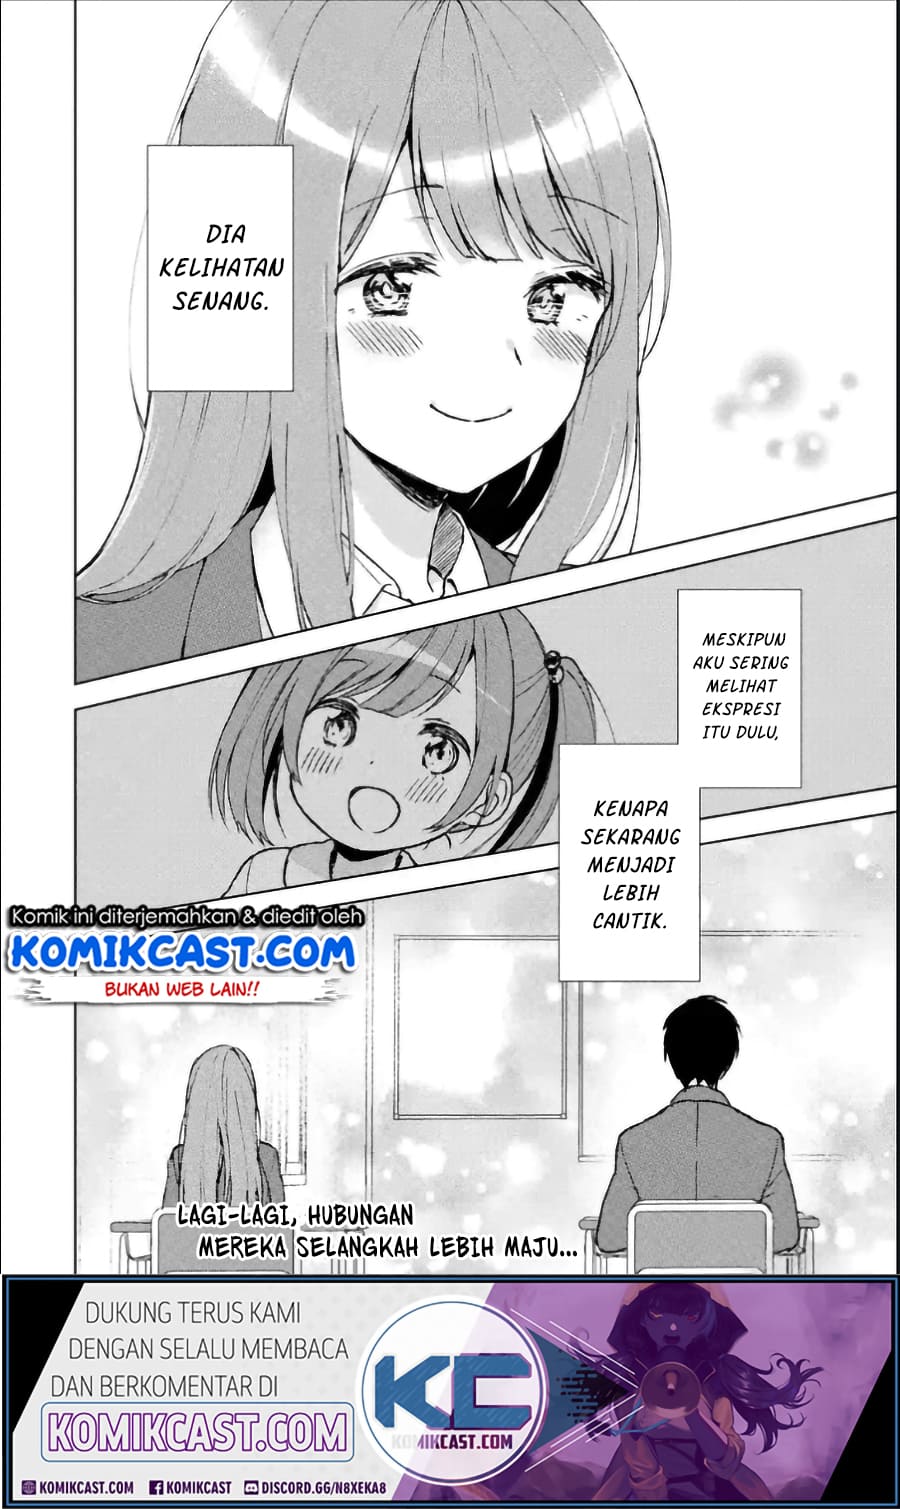 DIA
KELIHATAN
SENANG.
MESKIPUN
AKU SERING
MELIHAT
EKSPRESI
ITU DULU,
KENAPA
SEKARANG
MENJADI
LEBIH
CANTIK.
Komik ini diterjemahkan & diedit oleh
KOMIKCAST.COM
BUKAN WEB LAIN!!
LAGI-LAGI, HUBUNGAN
MEREKA SELANGKAH LEBIH MAJU...
DUKUNG TERUS KAMI
DENGAN SELALU MEMBACA
DAN BERKOMENTAR DI
KOMIKCAST.COM
KC
KOMIKCAST.COM
KOMIKCAST.COM KOMIKCAST DISCORD.GG/N8XEKA8